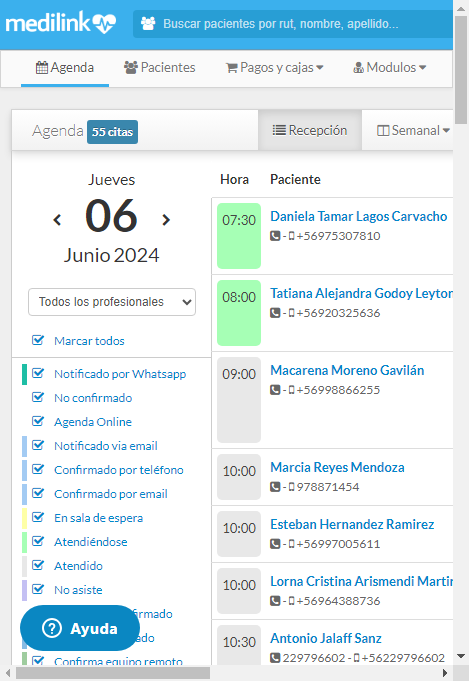 medilink
Buscar pacientes por rut, nombre, apellido...
Agenda
Pacientes
Pagos y cajas
Modulos
Agenda 55 citas
Recepción
Semanal
Jueves
06
Junio 2024
Todos los profesionales
Marcar todos
Notificado por Whatsapp
No confirmado
Agenda Online
Notificado via email
Confirmado por teléfono
Confirmado por email
En sala de espera
Atendiéndose
Atendido
No asiste
Confirma equipo remoto
Ayuda
Hora Paciente
07:30 Daniela Tamar Lagos Carvacho
- +56975307810
08:00 Tatiana Alejandra Godoy Leyton
- +56920325636
09:00 Macarena Moreno Gavilán
- +56998866255
10:00 Marcia Reyes Mendoza
- 978871454
10:00 Esteban Hernandez Ramirez
- +56997005611
10:00 Lorna Cristina Arismendi Martin
- +56964388736
10:30 Antonio Jalaff Sanz
229796602 - +56229796602